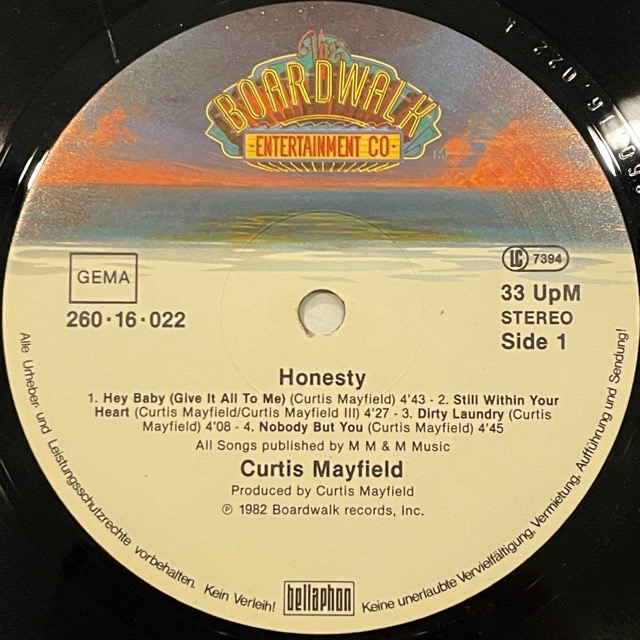 The
BOARDWALK
ENTERTAINMENT CO
GEMA
260·16·022
LC 7394
33 UpM
STEREO
Side 1
Honesty
1. Hey Baby (Give It All To Me) (Curtis Mayfield) 4'43 - 2. Still Within Your
Heart (Curtis Mayfield/Curtis Mayfield III) 4'27 - 3. Dirty Laundry (Curtis
Mayfield) 4'08 - 4. Nobody But You (Curtis Mayfield) 4'45
All Songs published by M M & M Music
Curtis Mayfield
Produced by Curtis Mayfield
℗ 1982 Boardwalk records, Inc.
Alle Urheber- und Leistungsschutzrechte vorbehalten. Kein Verleih!
bellaphon
Keine unerlaubte Vervielfältigung, Vermietung, Aufführung und Sendung!